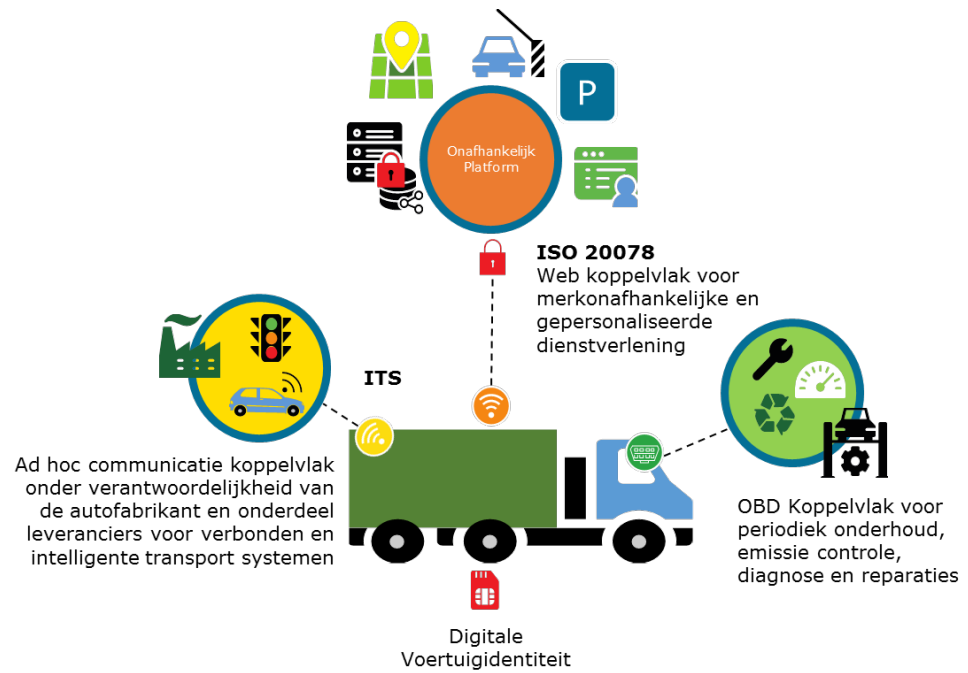 P
Onafhankelijk
Platform
ISO 20078
Web koppelvlak voor
merkonafhankelijke en
gepersonaliseerde
dienstverlening
ITS
Ad hoc communicatie koppelvlak
onder verantwoordelijkheid van
de autofabrikant en onderdeel
leveranciers voor verbonden en
intelligente transport systemen
OBD Koppelvlak voor
periodiek onderhoud,
emissie controle,
diagnose en reparaties
Digitale
Voertuigidentiteit